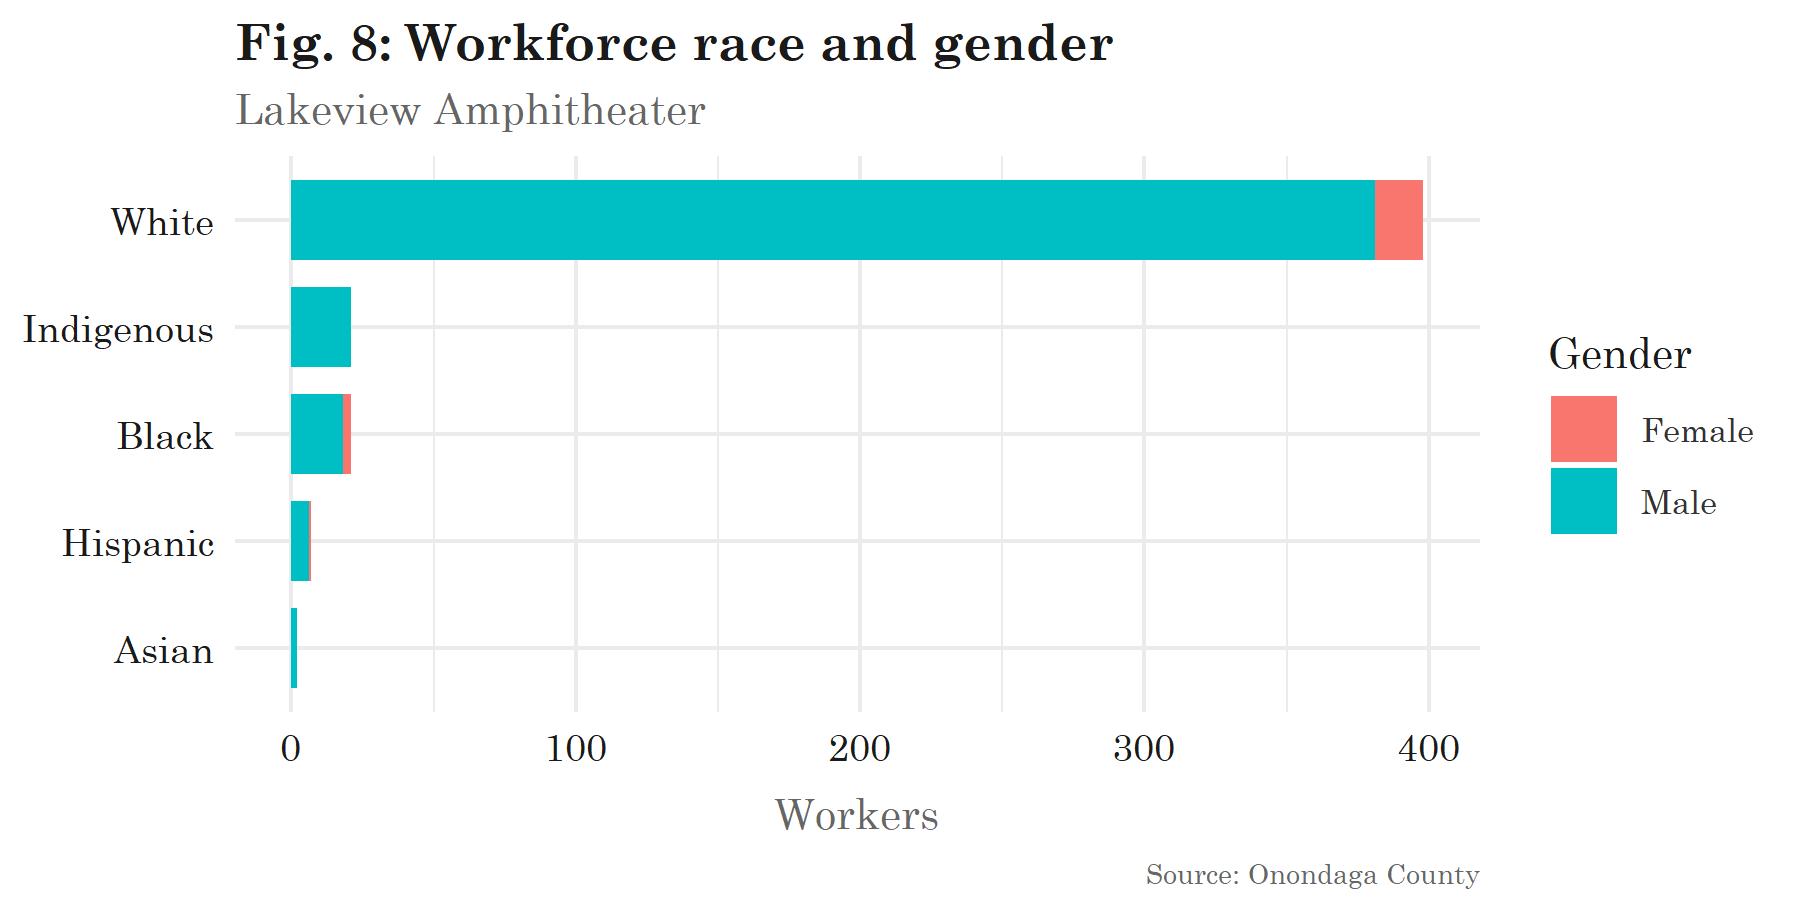 Fig. 8: Workforce race and gender
Lakeview Amphitheater
White
Indigenous
Black
Hispanic
Asian
0 100 200 300 400
Workers
Gender
Female
Male
Source: Onondaga County